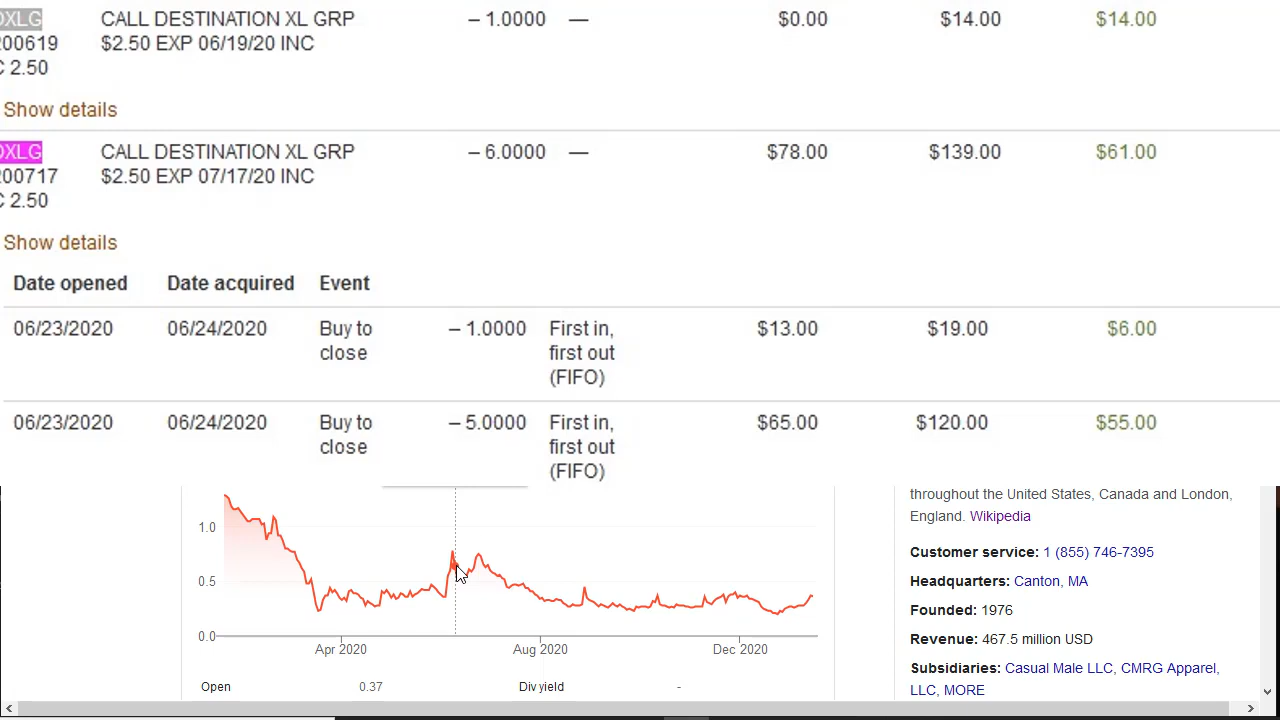 DXLG CALL DESTINATION XL GRP – 1.0000 — $0.00 $14.00 $14.00
200619 $2.50 EXP 06/19/20 INC
C 2.50
Show details
DXLG CALL DESTINATION XL GRP – 6.0000 — $78.00 $139.00 $61.00
200717 $2.50 EXP 07/17/20 INC
C 2.50
Show details
Date opened Date acquired Event
06/23/2020 06/24/2020 Buy to – 1.0000 First in, $13.00 $19.00 $6.00
close first out
(FIFO)
06/23/2020 06/24/2020 Buy to – 5.0000 First in, $65.00 $120.00 $55.00
close first out
(FIFO)
throughout the United States, Canada and London,
England. Wikipedia
1.0
Customer service: 1 (855) 746-7395
0.5
Headquarters: Canton, MA
Founded: 1976
0.0
Revenue: 467.5 million USD
Apr 2020 Aug 2020 Dec 2020
Subsidiaries: Casual Male LLC, CMRG Apparel,
LLC, MORE
Open 0.37 Div yield -